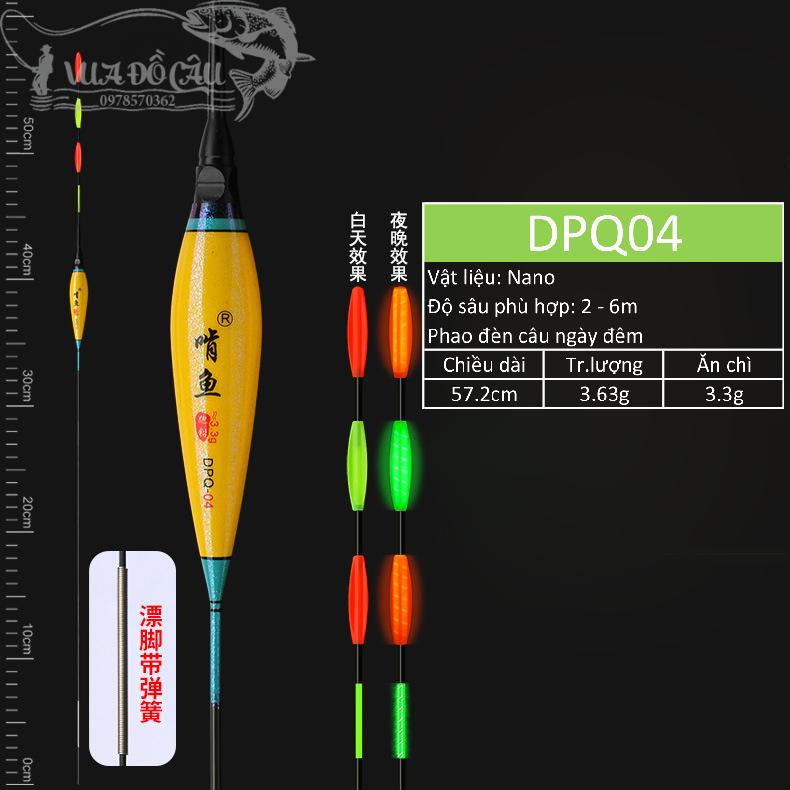 VUA ĐỒ CÂU
0978570362
50cm
40cm
30cm
20cm
10cm
0cm
啃鱼®
≈3.3g
DPQ-04
漂脚带弹簧
白天效果
夜晚效果
DPQ04
Vật liệu: Nano
Độ sâu phù hợp: 2 - 6m
Phao đèn câu ngày đêm
Chiều dài Tr.lượng Ăn chì
57.2cm 3.63g 3.3g